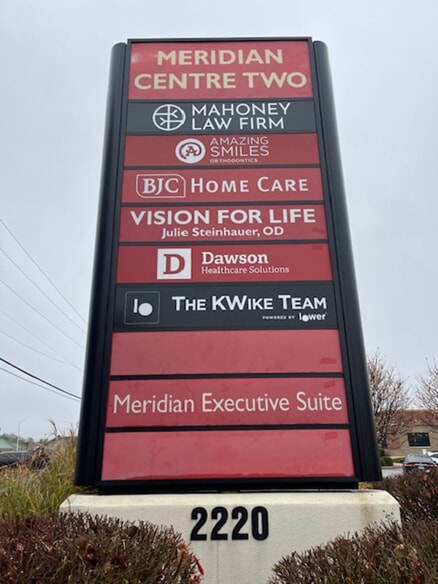 MERIDIAN
CENTRE TWO
MAHONEY
LAW FIRM
AMAZING
SMILES
ORTHODONTICS
BJC HOME CARE
VISION FOR LIFE
Julie Steinhauer, OD
D Dawson
Healthcare Solutions
lo THE KWIKE TEAM
POWERED BY lower
Meridian Executive Suite
2220